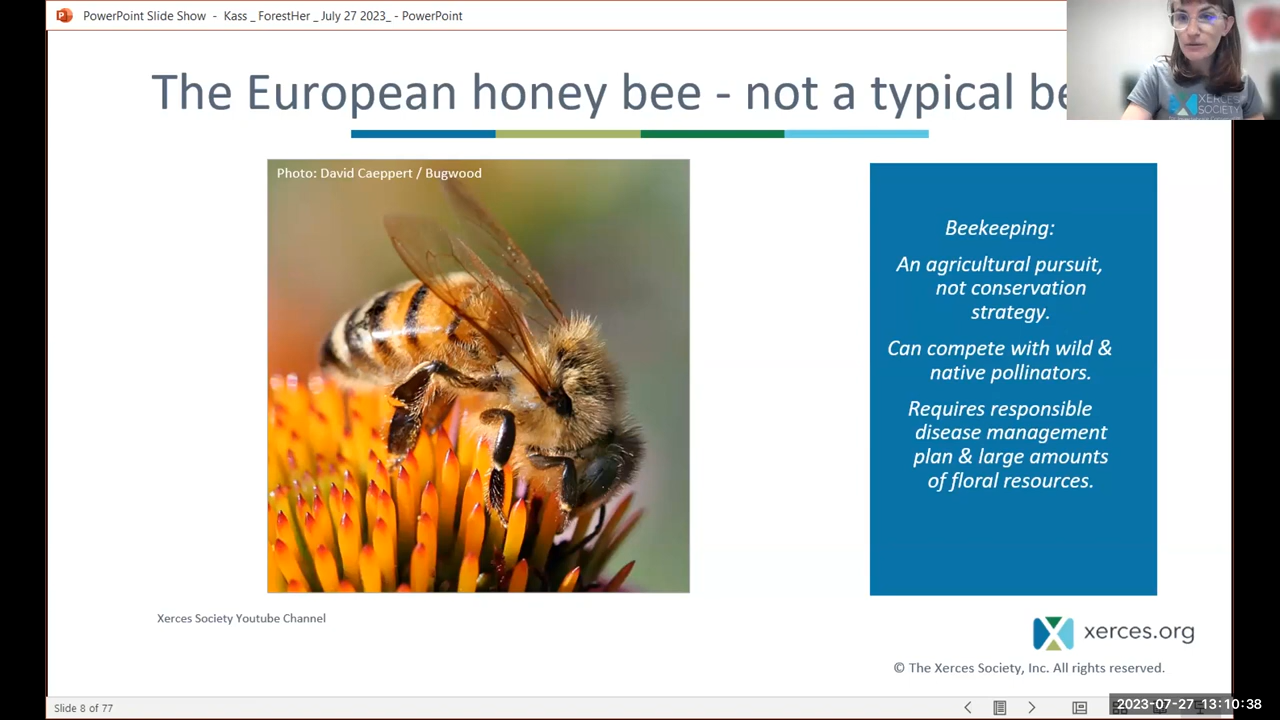 PowerPoint Slide Show - Kass _ ForestHer _ July 27 2023_ - PowerPoint
The European honey bee - not a typical be
XERCES
SOCIETY
Photo: David Caeppert / Bugwood
Beekeeping:
An agricultural pursuit,
not conservation
strategy.
Can compete with wild &
native pollinators.
Requires responsible
disease management
plan & large amounts
of floral resources.
Xerces Society Youtube Channel
xerces.org
© The Xerces Society, Inc. All rights reserved.
Slide 8 of 77
2023-07-27 13:10:38